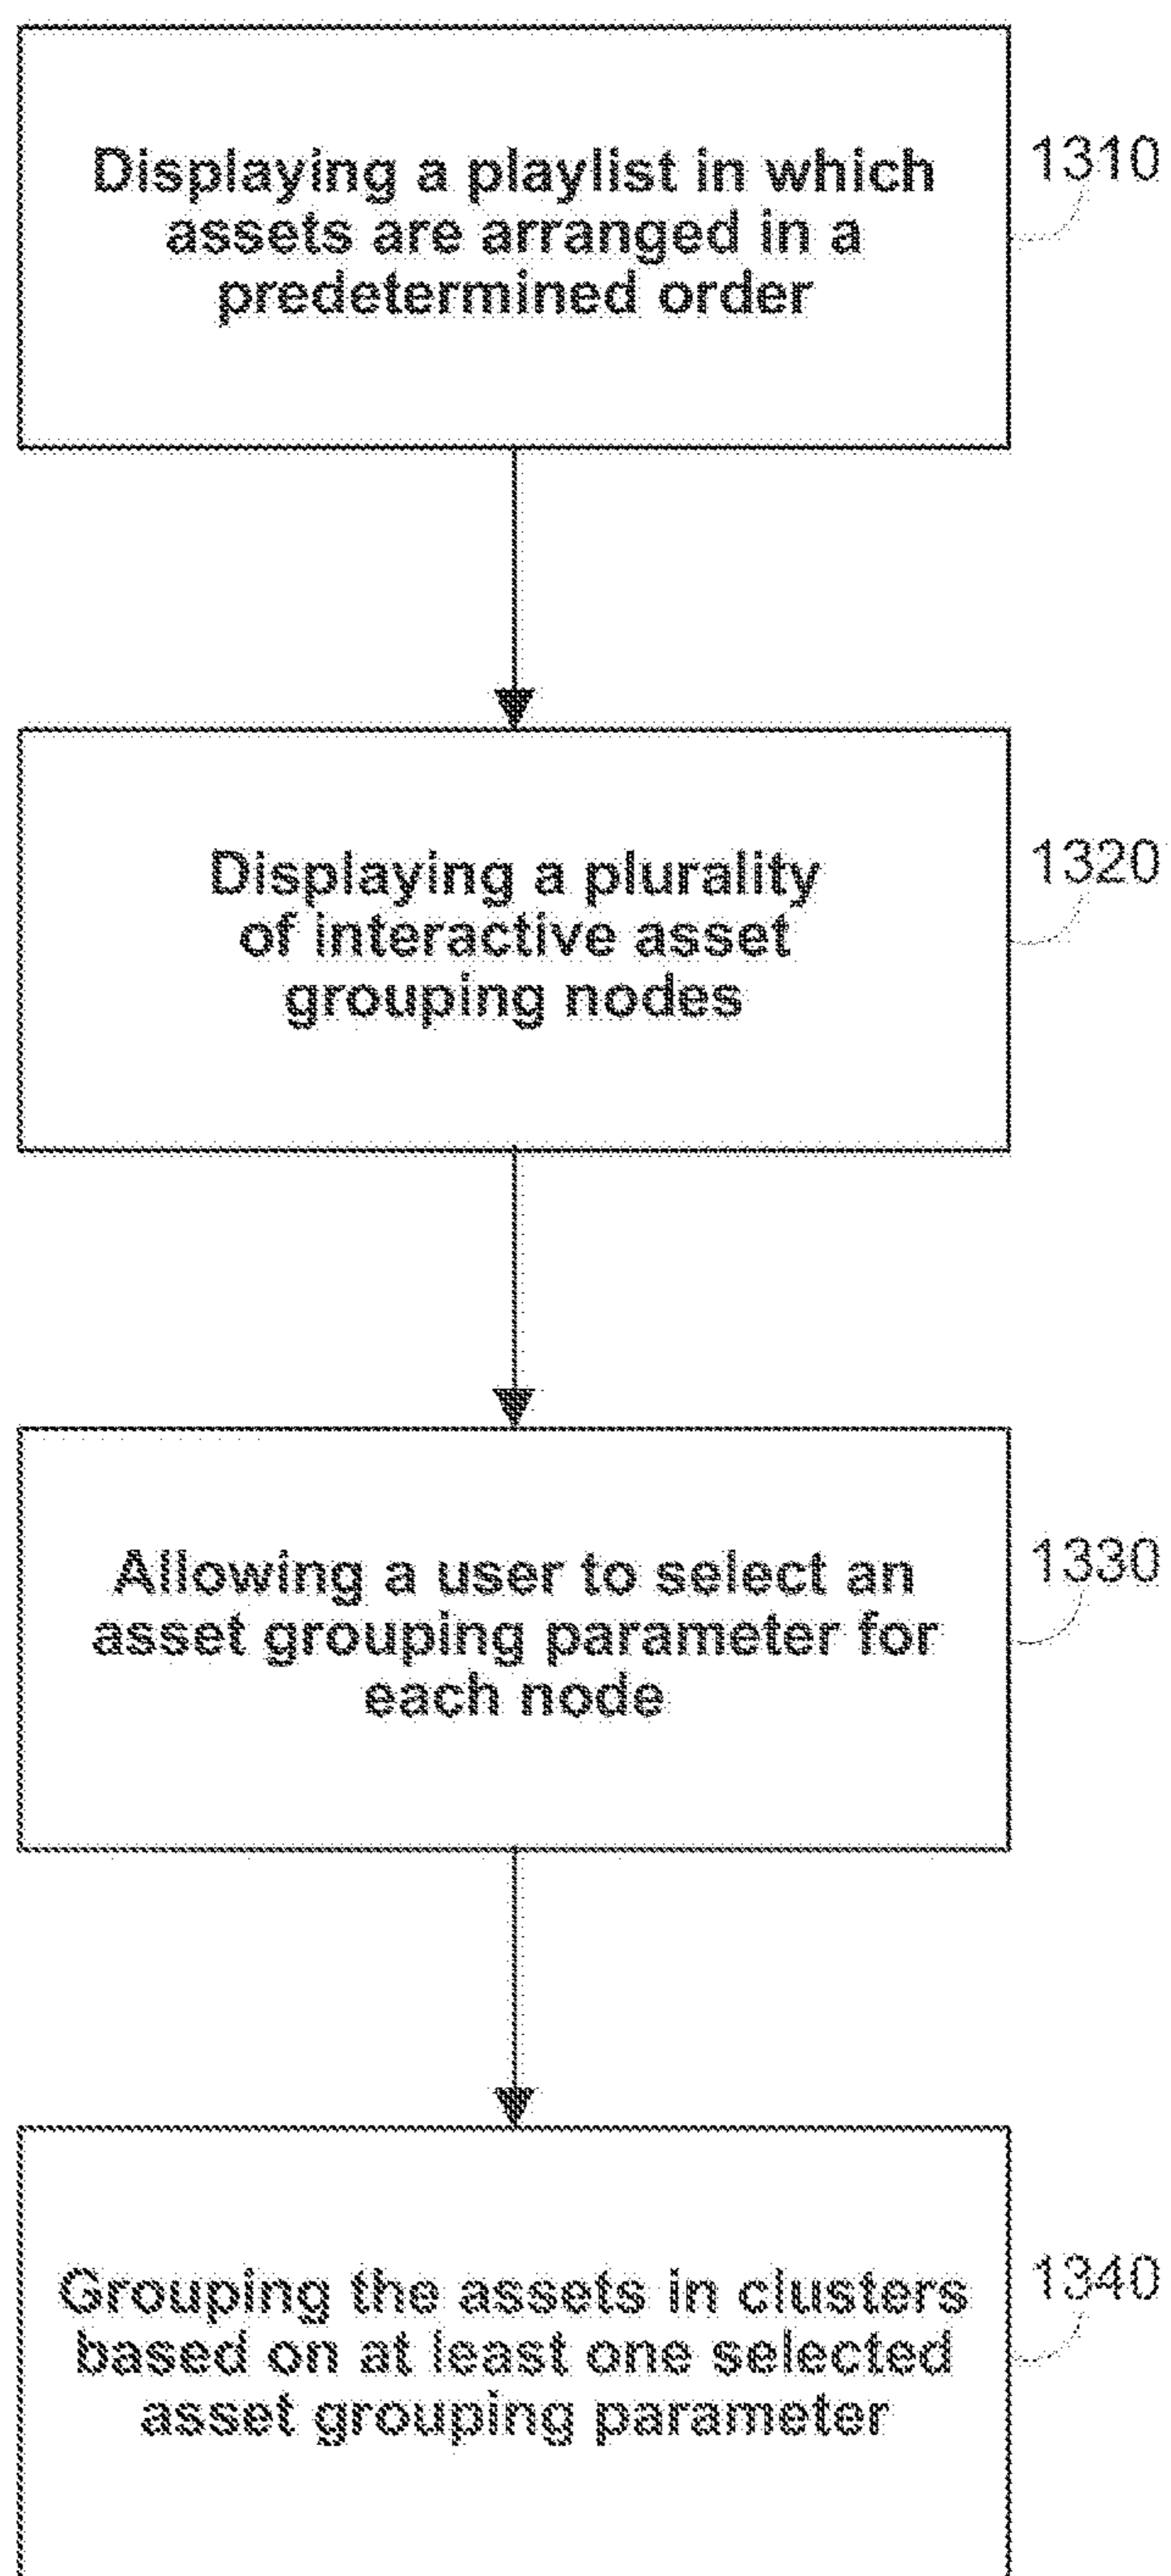 Displaying a playlist in which
assets are arranged in a
predetermined order
1310
Displaying a plurality
of interactive asset
grouping nodes
1320
Allowing a user to select an
asset grouping parameter for
each node
1330
Grouping the assets in clusters
based on at least one selected
asset grouping parameter
1340